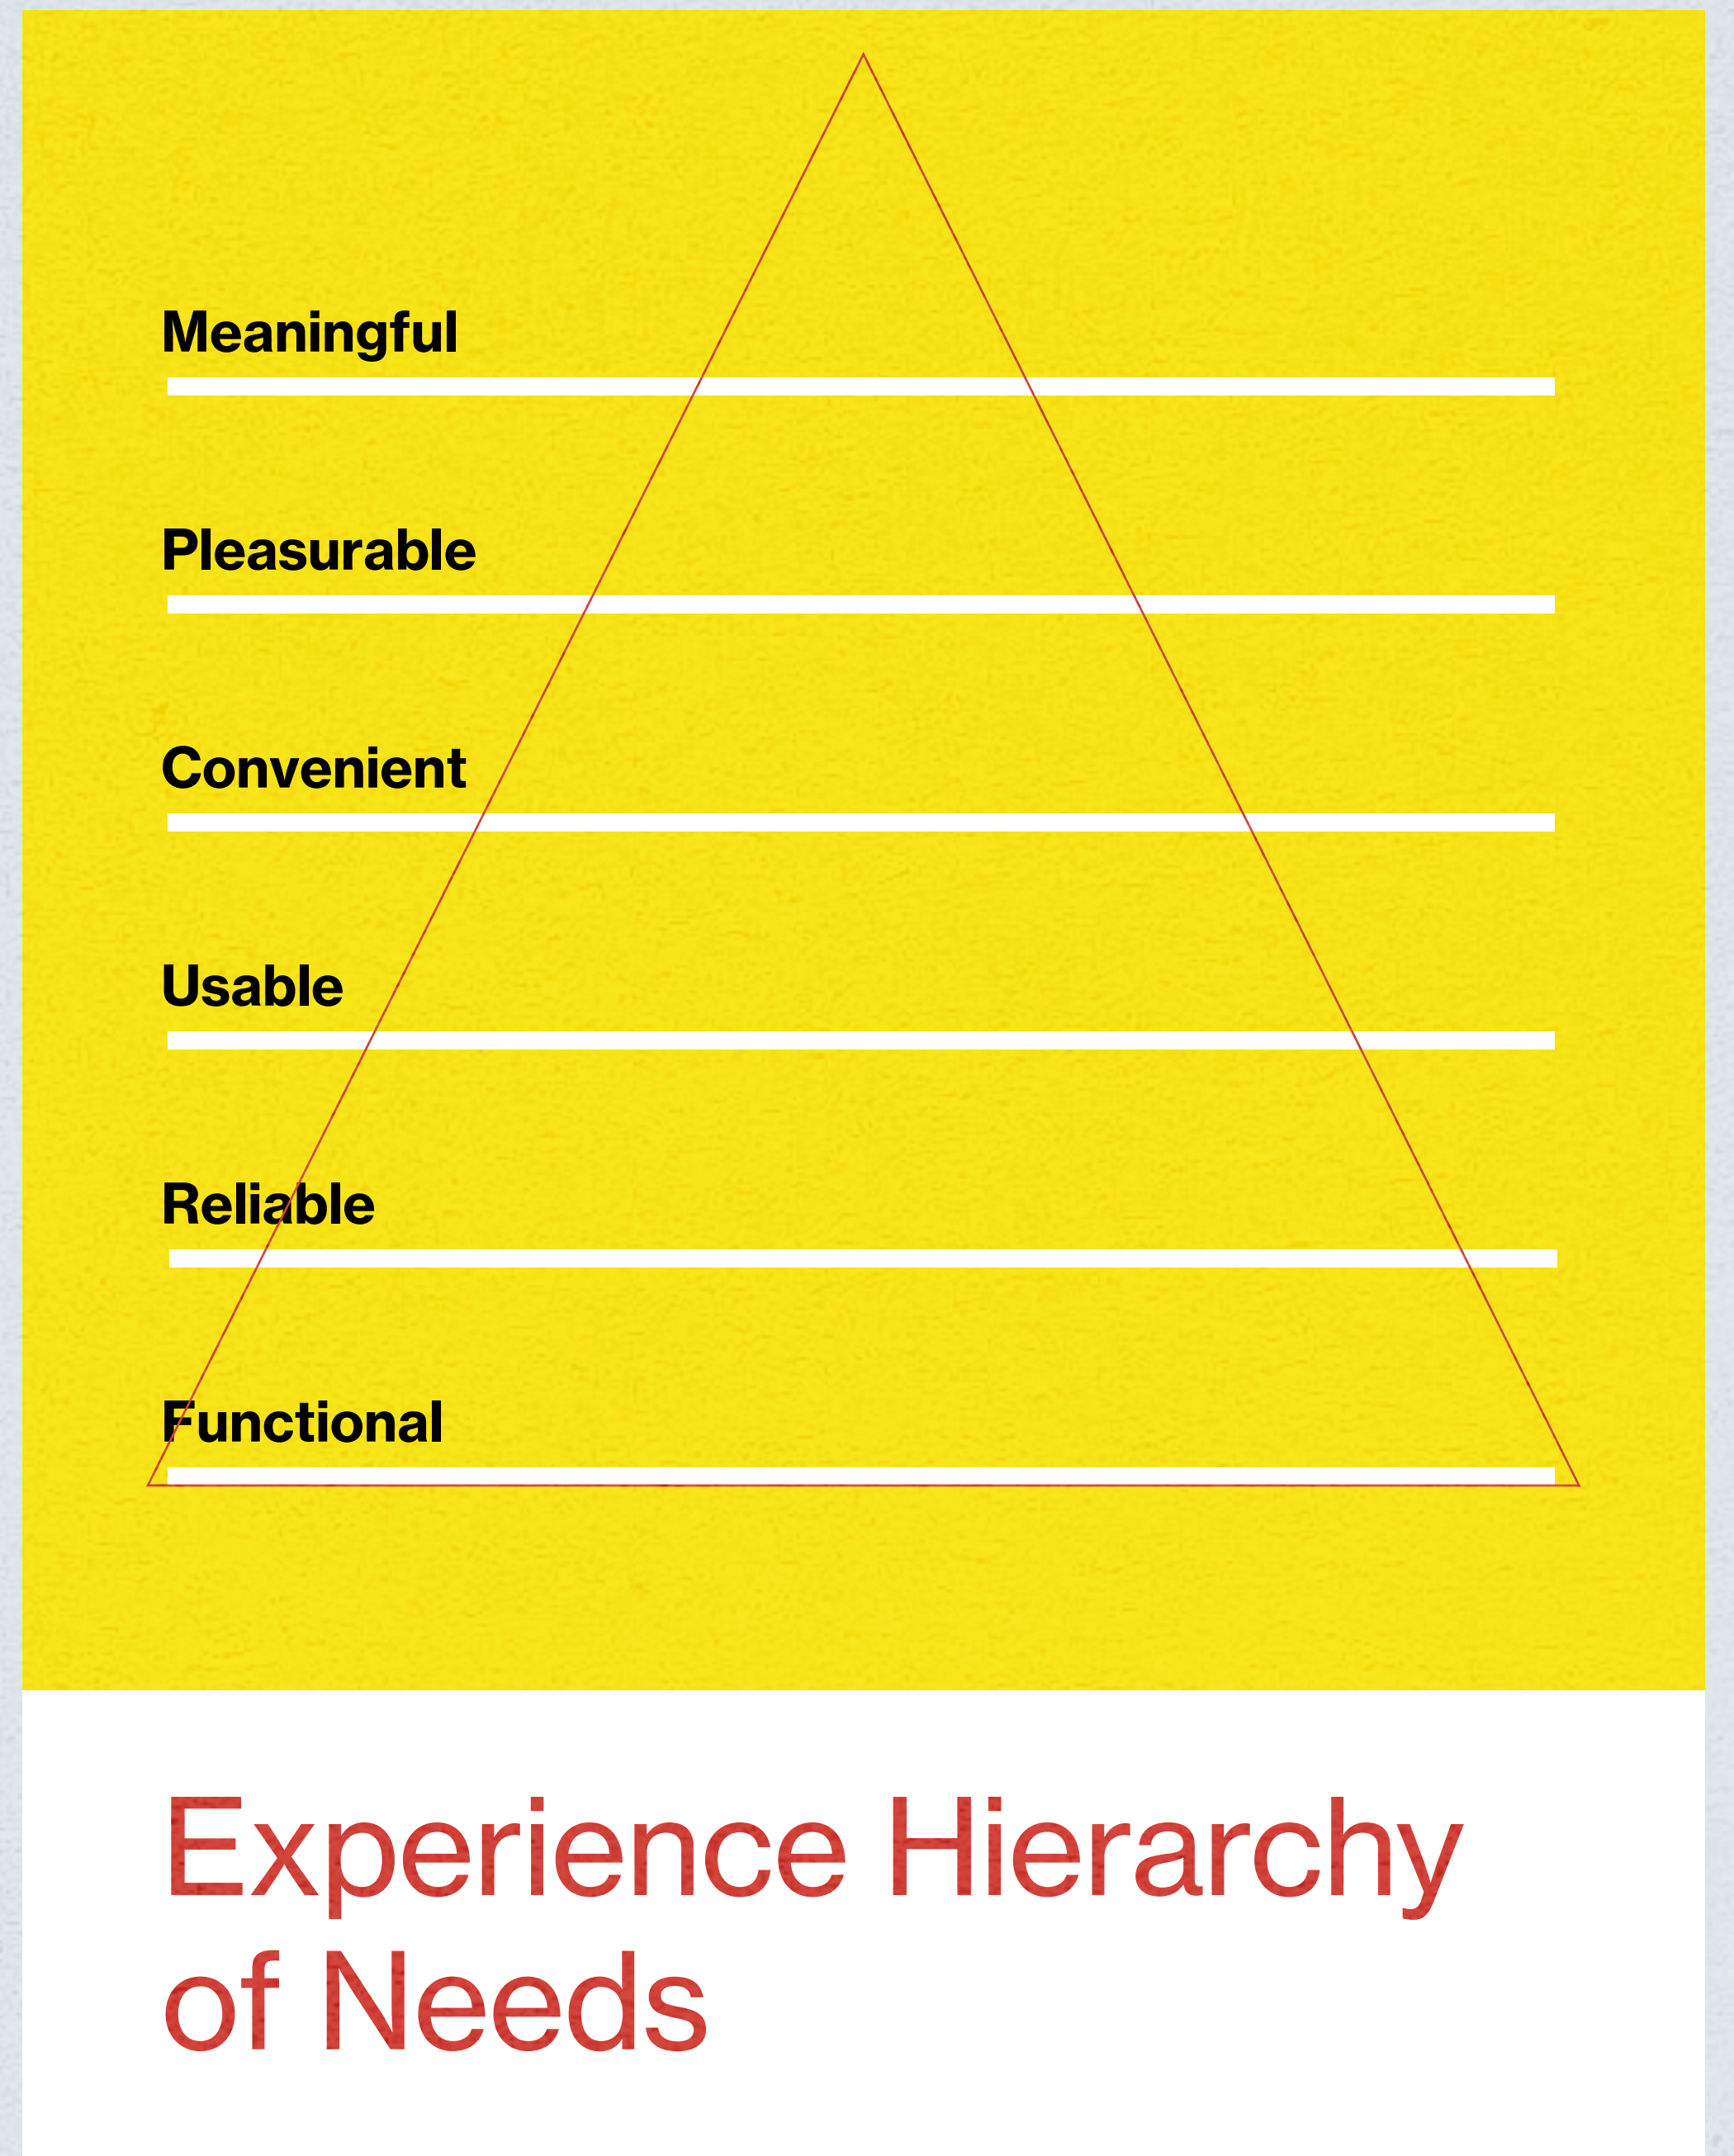 Meaningful
Pleasurable
Convenient
Usable
Reliable
Functional
Experience Hierarchy
of Needs